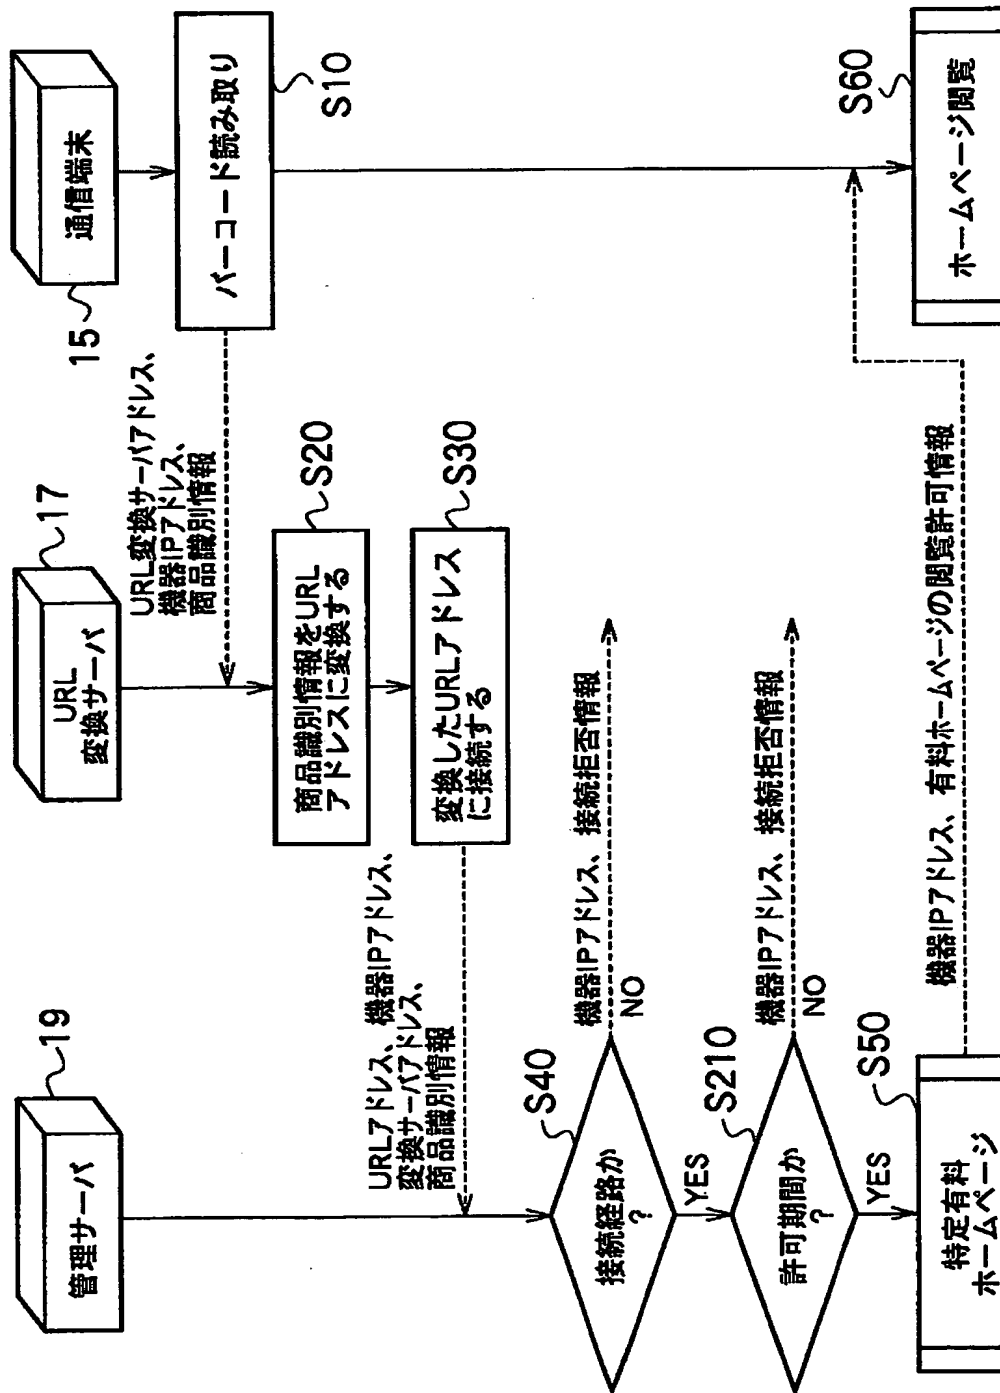 通信端末
15
バーコード読み取り
S10
URL変換サーバアドレス、
機器IPアドレス、
商品識別情報
URL
変換サーバ
17
商品識別情報をURL
アドレスに変換する
S20
変換したURLアドレス
に接続する
S30
URLアドレス、機器IPアドレス、
変換サーバアドレス、
商品識別情報
管理サーバ
19
接続経路か
?
S40
機器IPアドレス、接続拒否情報
NO
YES
許可期間か
?
S210
機器IPアドレス、接続拒否情報
NO
YES
特定有料
ホームページ
S50
機器IPアドレス、有料ホームページの閲覧許可情報
ホームページ閲覧
S60